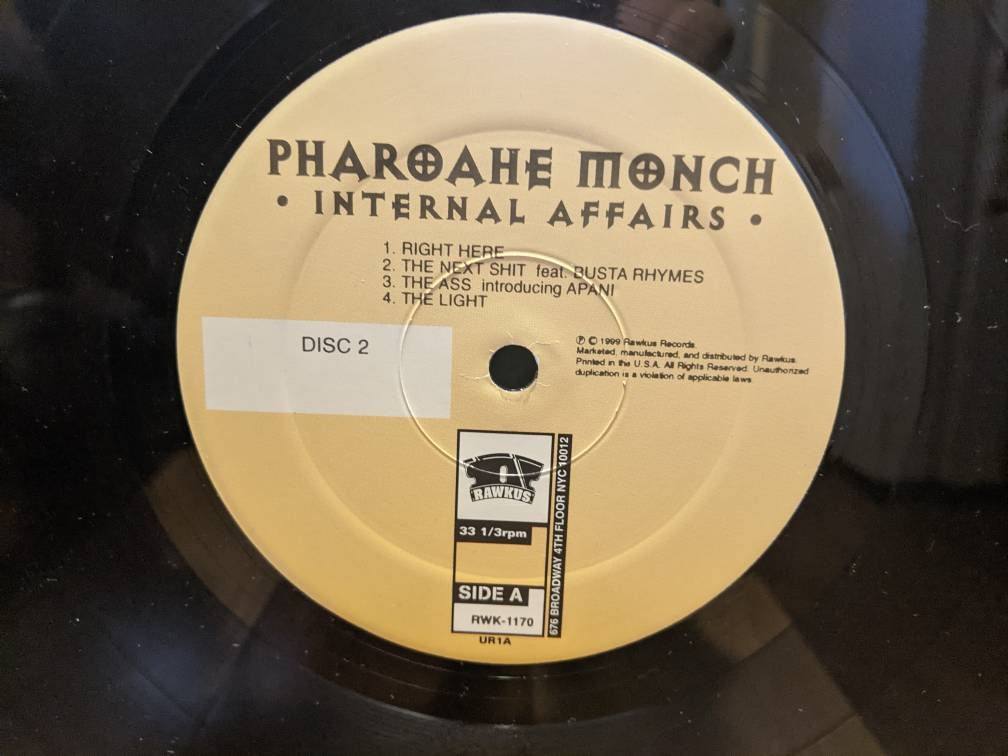 PHAROAHE MONCH
• INTERNAL AFFAIRS •
1. RIGHT HERE
2. THE NEXT SHIT feat. BUSTA RHYMES
3. THE ASS introducing APANI
4. THE LIGHT
DISC 2
℗ © 1999 Rawkus Records.
Marketed, manufactured, and distributed by Rawkus.
Printed in the U.S.A. All Rights Reserved. Unauthorized
duplication is a violation of applicable laws
RAWKUS
33 1/3rpm
SIDE A
RWK-1170
UR1A
676 BROADWAY 4TH FLOOR NYC 10012